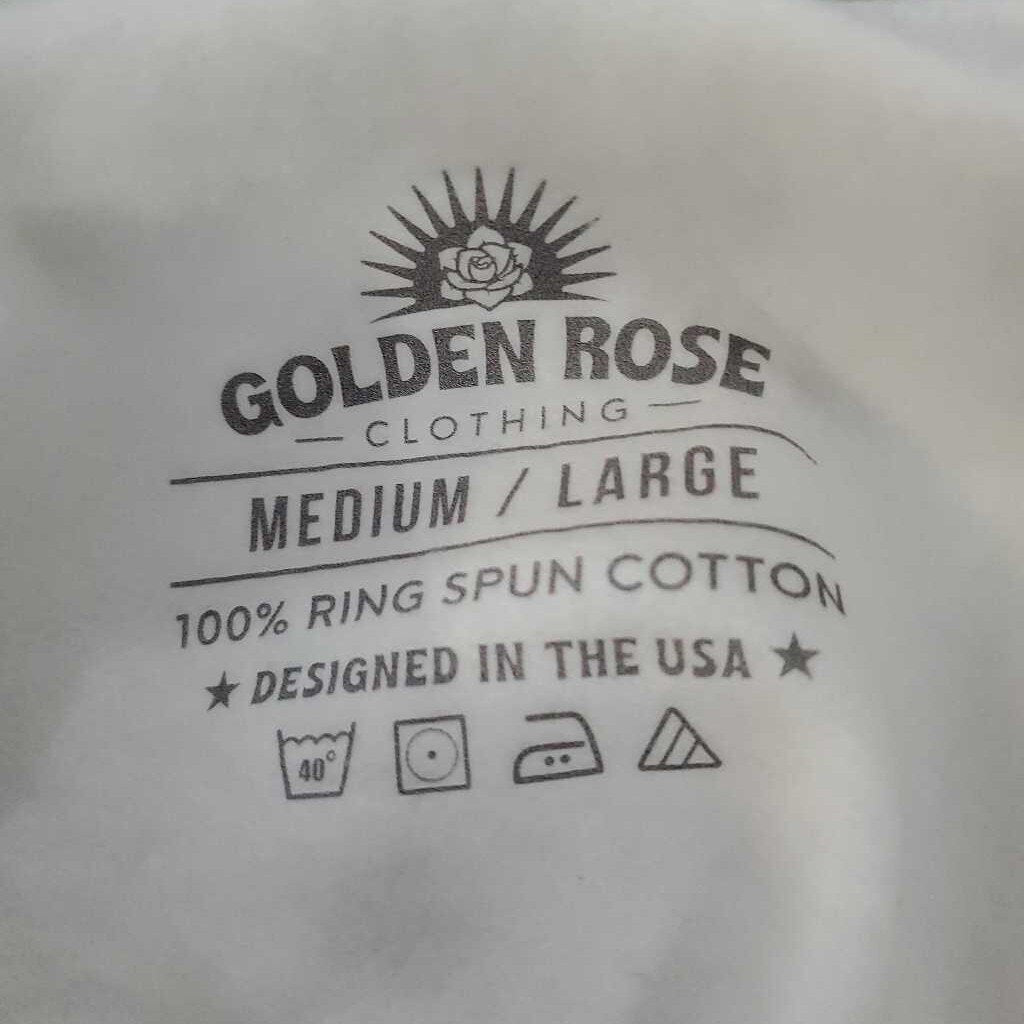 GOLDEN ROSE
CLOTHING
MEDIUM / LARGE
100% RING SPUN COTTON
★ DESIGNED IN THE USA ★
40°